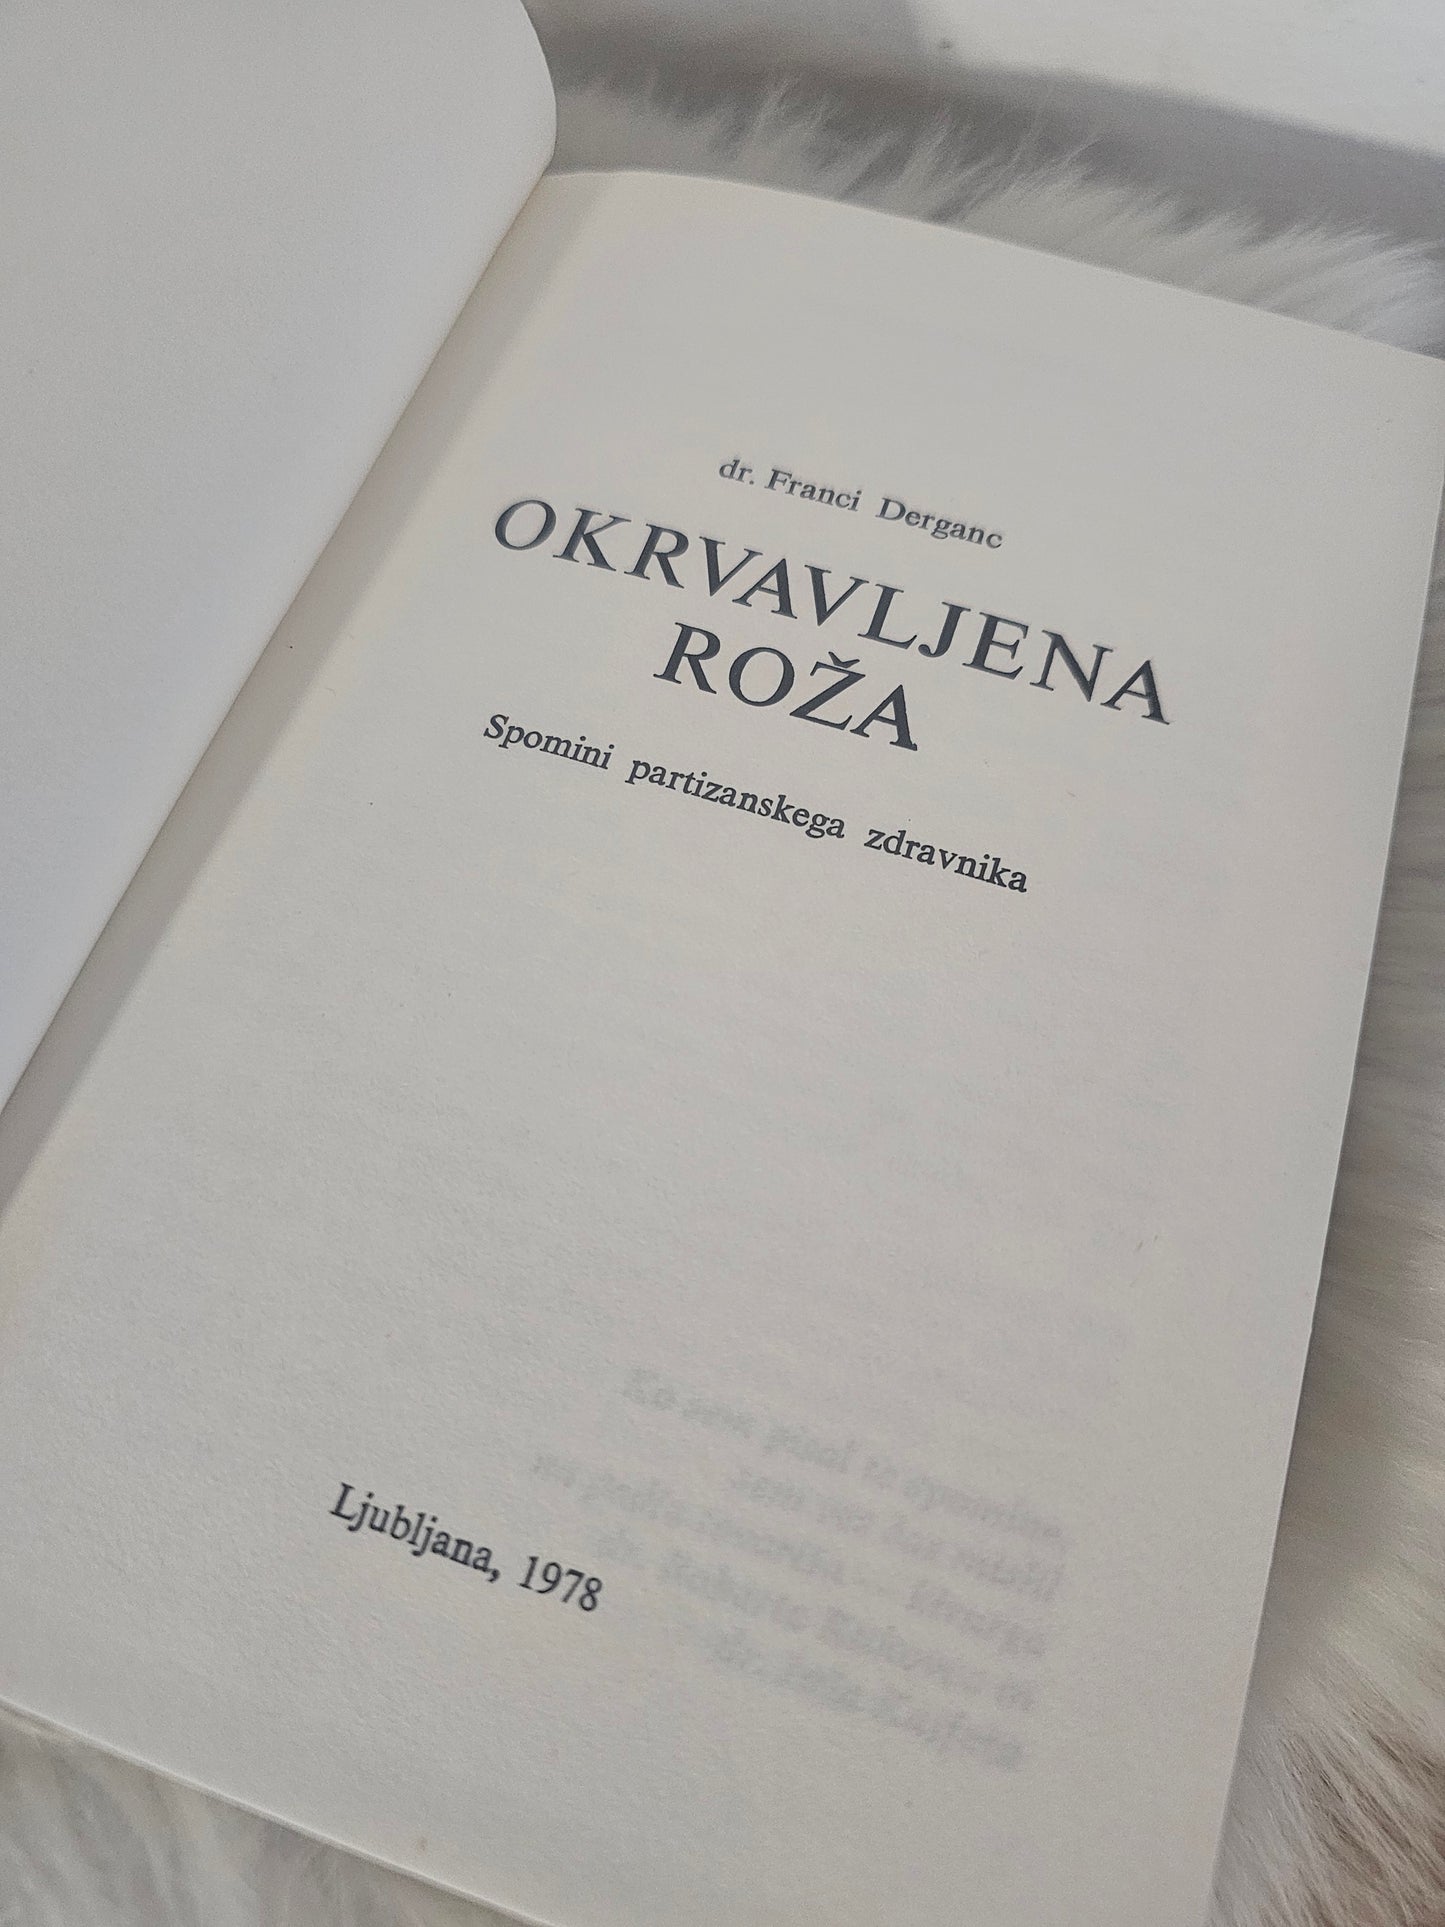 dr. Franci Derganc
OKRVAVLJENA
ROŽA
Spomini partizanskega zdravnika
Ljubljana, 1978